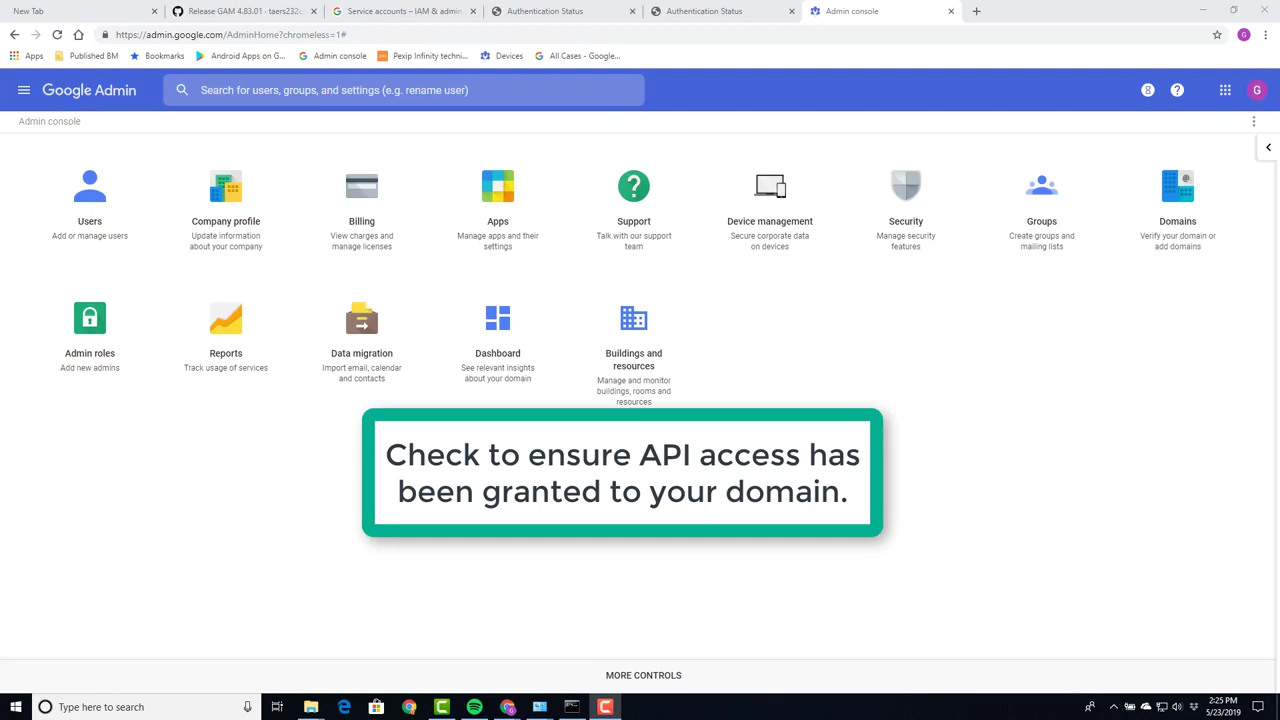 New Tab
Release GAM 4.83.01 · taers232c
Service accounts – IAM & admin
Authentication Status
Authentication Status
Admin console
https://admin.google.com/AdminHome?chromeless=1#
G
Apps
Published BM
Bookmarks
Android Apps on G...
Admin console
Pexip Infinity techni...
Devices
All Cases - Google...
Google Admin
Search for users, groups, and settings (e.g. rename user)
G
Admin console
Users
Add or manage users
Company profile
Update information
about your company
Billing
View charges and
manage licenses
Apps
Manage apps and their
settings
Support
Talk with our support
team
Device management
Secure corporate data
on devices
Security
Manage security
features
Groups
Create groups and
mailing lists
Domains
Verify your domain or
add domains
Admin roles
Add new admins
Reports
Track usage of services
Data migration
Import email, calendar
and contacts
Dashboard
See relevant insights
about your domain
Buildings and
resources
Manage and monitor
buildings, rooms and
resources
Check to ensure API access has
been granted to your domain.
MORE CONTROLS
Type here to search
2:25 PM
5/23/2019